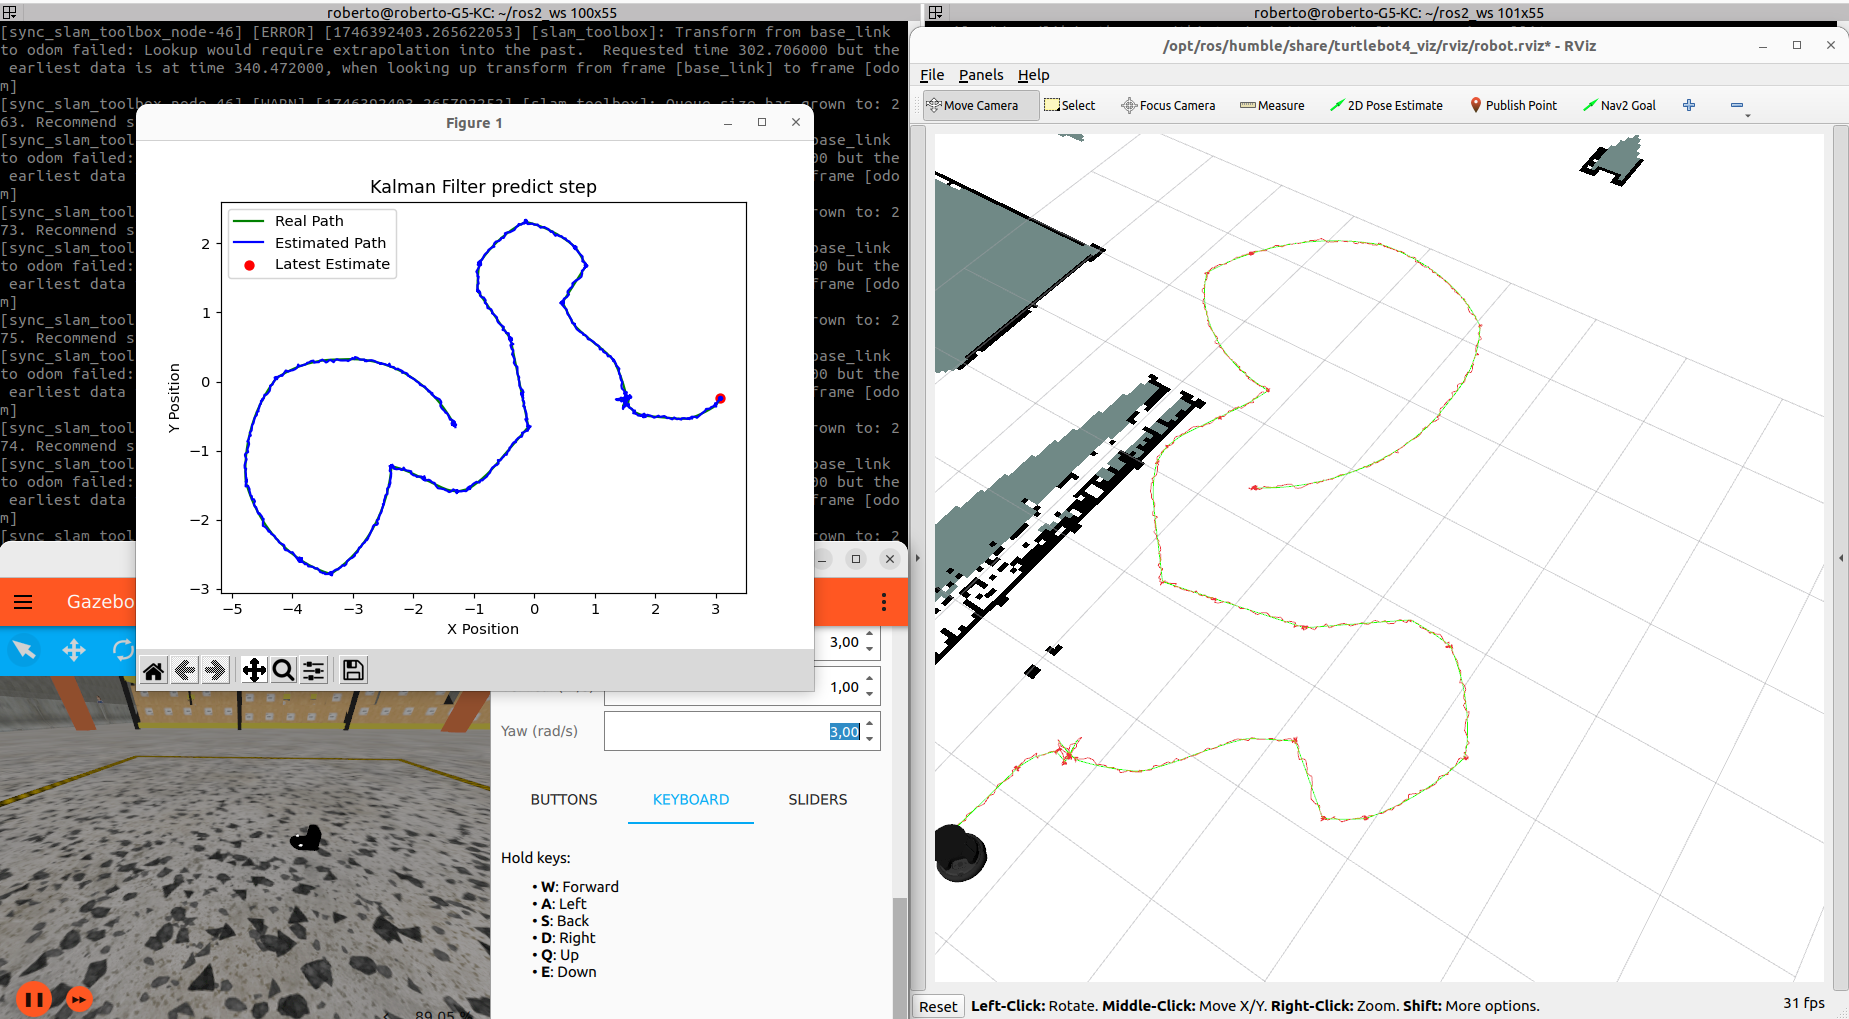 roberto@roberto-G5-KC: ~/ros2_ws 100x55
[sync_slam_toolbox_node-46] [ERROR] [1746392403.265622053] [slam_toolbox]: Transform from base_link
to odom failed: Lookup would require extrapolation into the past.  Requested time 302.706000 but the
 earliest data is at time 340.472000, when looking up transform from frame [base_link] to frame [odo
m]
[sync_slam_toolbox_node-46] [WARN] [1746392403.265792252] [slam_toolbox]: Queue size has grown to: 2
63. Recommend s
[sync_slam_tool base_link
to odom failed: 00 but the
 earliest data frame [odo
m]
[sync_slam_tool own to: 2
73. Recommend s
[sync_slam_tool base_link
to odom failed: 00 but the
 earliest data frame [odo
m]
[sync_slam_tool own to: 2
75. Recommend s
[sync_slam_tool base_link
to odom failed: 00 but the
 earliest data frame [odo
m]
[sync_slam_tool own to: 2
74. Recommend s
[sync_slam_tool base_link
to odom failed: 00 but the
 earliest data frame [odo
m]
[sync_slam_tool own to: 2
Figure 1
Kalman Filter predict step
Real Path
Estimated Path
Latest Estimate
2
1
0
−1
−2
−3
Y Position
−5 −4 −3 −2 −1 0 1 2 3
X Position
Gazebo
3,00
1,00
Yaw (rad/s) 3,00
BUTTONS KEYBOARD SLIDERS
Hold keys:
• W: Forward
• A: Left
• S: Back
• D: Right
• Q: Up
• E: Down
89.05 %
roberto@roberto-G5-KC: ~/ros2_ws 101x55
/opt/ros/humble/share/turtlebot4_viz/rviz/robot.rviz* - RViz
File Panels Help
Move Camera Select Focus Camera Measure 2D Pose Estimate Publish Point Nav2 Goal
Reset Left-Click: Rotate. Middle-Click: Move X/Y. Right-Click: Zoom. Shift: More options. 31 fps